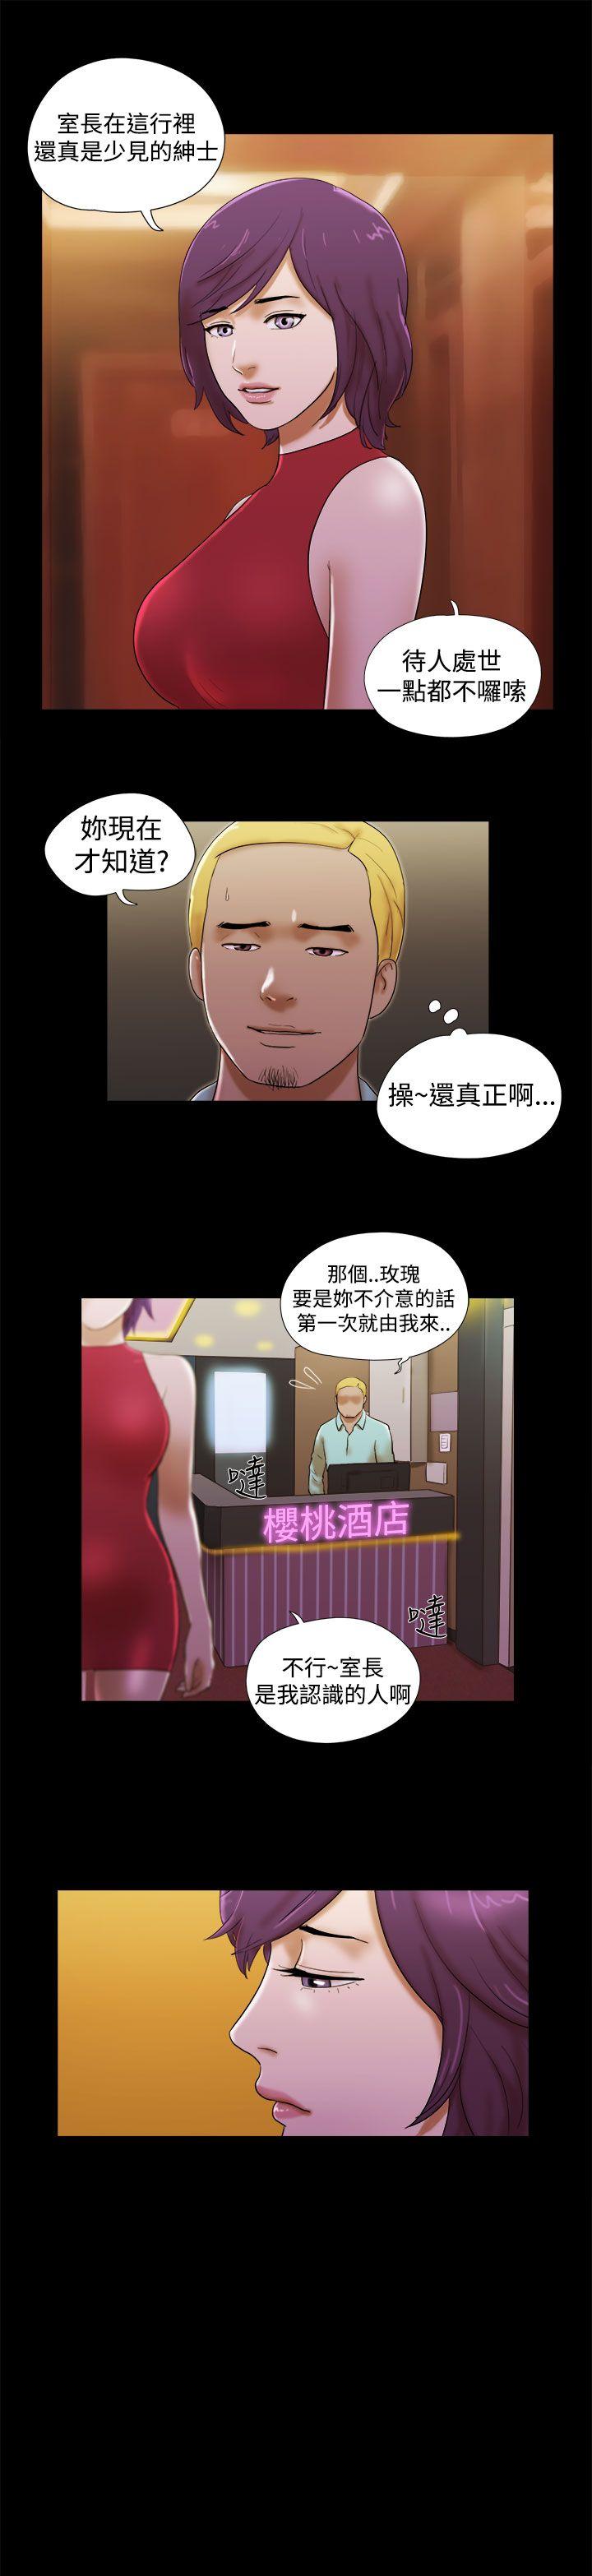 室長在這行裡
還真是少見的紳士
待人處世
一點都不囉嗦
妳現在
才知道?
操~還真正啊...
那個..玫瑰
要是妳不介意的話
第一次就由我來..
噠
櫻桃酒店
噠
不行~室長
是我認識的人啊